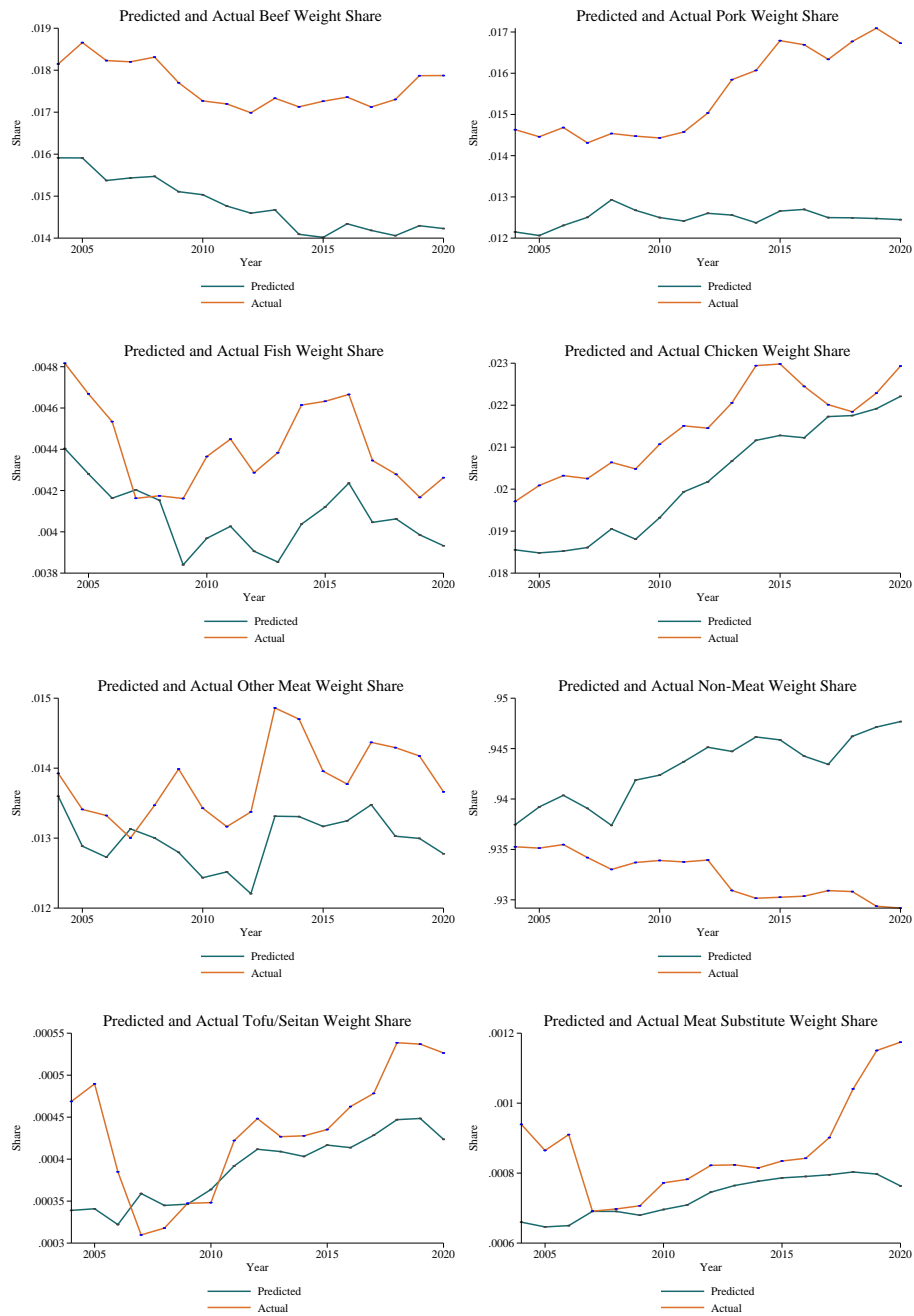 Predicted and Actual Beef Weight Share
.019
.018
.017
.016
.015
.014
Share
2005
2010
2015
2020
Year
Predicted
Actual
Predicted and Actual Pork Weight Share
.017
.016
.015
.014
.013
.012
Share
2005
2010
2015
2020
Year
Predicted
Actual
Predicted and Actual Fish Weight Share
.0048
.0046
.0044
.0042
.004
.0038
Share
2005
2010
2015
2020
Year
Predicted
Actual
Predicted and Actual Chicken Weight Share
.023
.022
.021
.02
.019
.018
Share
2005
2010
2015
2020
Year
Predicted
Actual
Predicted and Actual Other Meat Weight Share
.015
.014
.013
.012
Share
2005
2010
2015
2020
Year
Predicted
Actual
Predicted and Actual Non-Meat Weight Share
.95
.945
.94
.935
.93
Share
2005
2010
2015
2020
Year
Predicted
Actual
Predicted and Actual Tofu/Seitan Weight Share
.00055
.0005
.00045
.0004
.00035
.0003
Share
2005
2010
2015
2020
Year
Predicted
Actual
Predicted and Actual Meat Substitute Weight Share
.0012
.001
.0008
.0006
Share
2005
2010
2015
2020
Year
Predicted
Actual